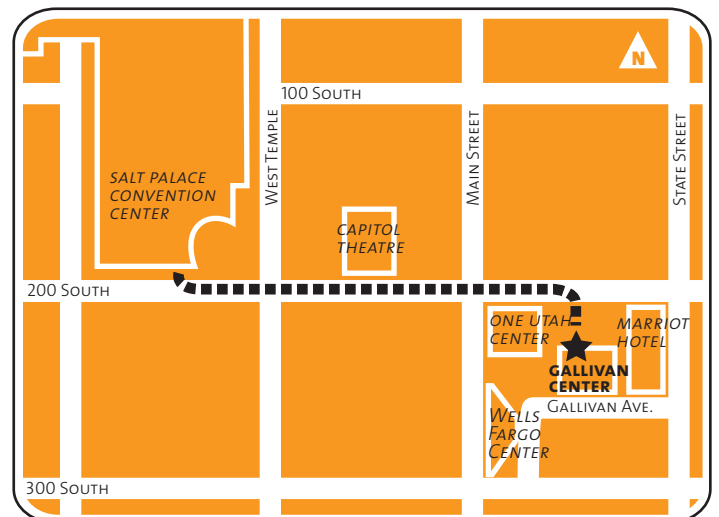 N
100 South
West Temple
Main Street
State Street
SALT PALACE
CONVENTION
CENTER
CAPITOL
THEATRE
200 South
ONE UTAH
CENTER
MARRIOT
HOTEL
GALLIVAN
CENTER
Gallivan Ave.
Wells
Fargo
Center
300 South